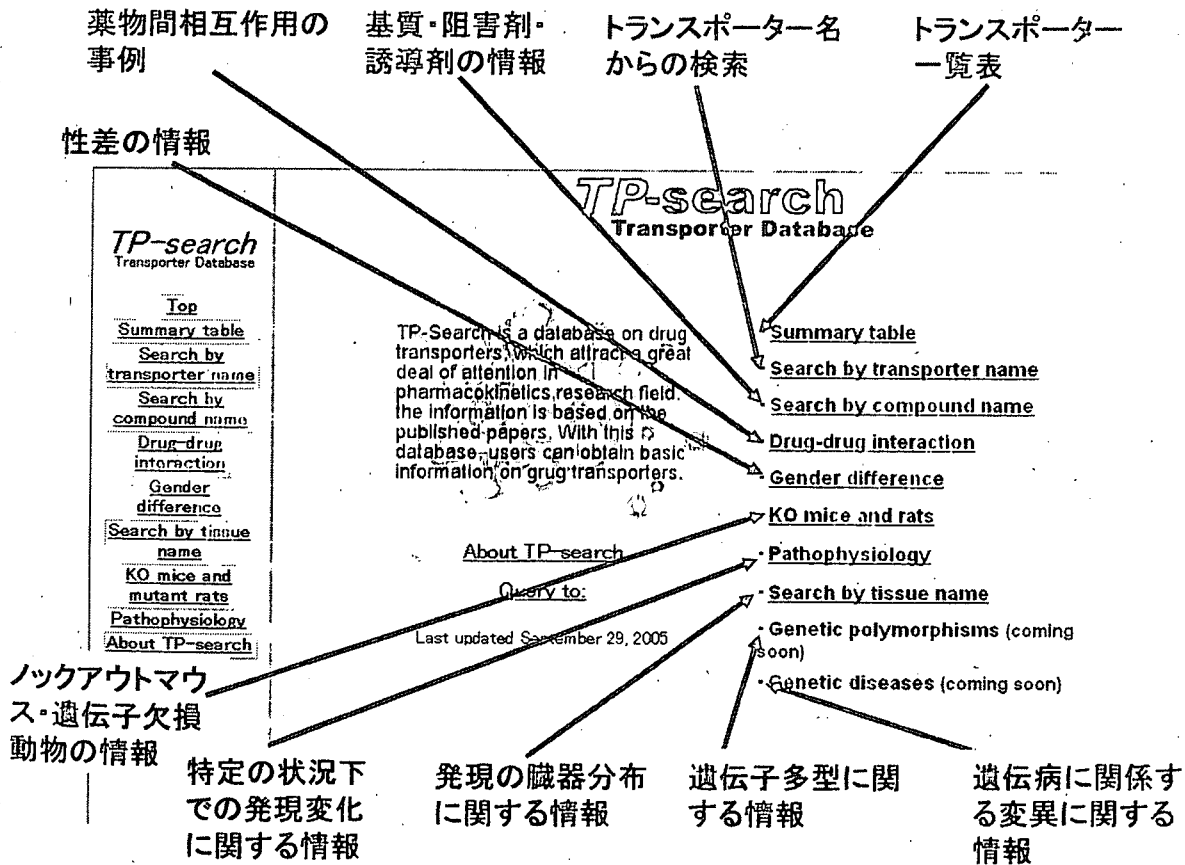 薬物間相互作用の
事例
基質・阻害剤・
誘導剤の情報
トランスポーター名
からの検索
トランスポーター
一覧表
性差の情報
TP-search
Transporter Database
Top
Summary table
Search by
transporter name
Search by
compound name
Drug-drug
interaction
Gender
difference
Search by tissue
name
KO mice and
mutant rats
Pathophysiology
About TP-search
TP-search
Transporter Database
TP-Search is a database on drug
transporters, which attract a great
deal of attention in
pharmacokinetics research field.
the information is based on the
published papers. With this
database, users can obtain basic
information on grug transporters.
About TP-search
Query to:
Last updated September 29, 2005
・Summary table
・Search by transporter name
・Search by compound name
・Drug-drug interaction
・Gender difference
・KO mice and rats
・Pathophysiology
・Search by tissue name
・Genetic polymorphisms (coming
soon)
・Genetic diseases (coming soon)
ノックアウトマウ
ス・遺伝子欠損
動物の情報
特定の状況下
での発現変化
に関する情報
発現の臓器分布
に関する情報
遺伝子多型に関
する情報
遺伝病に関係す
る変異に関する
情報